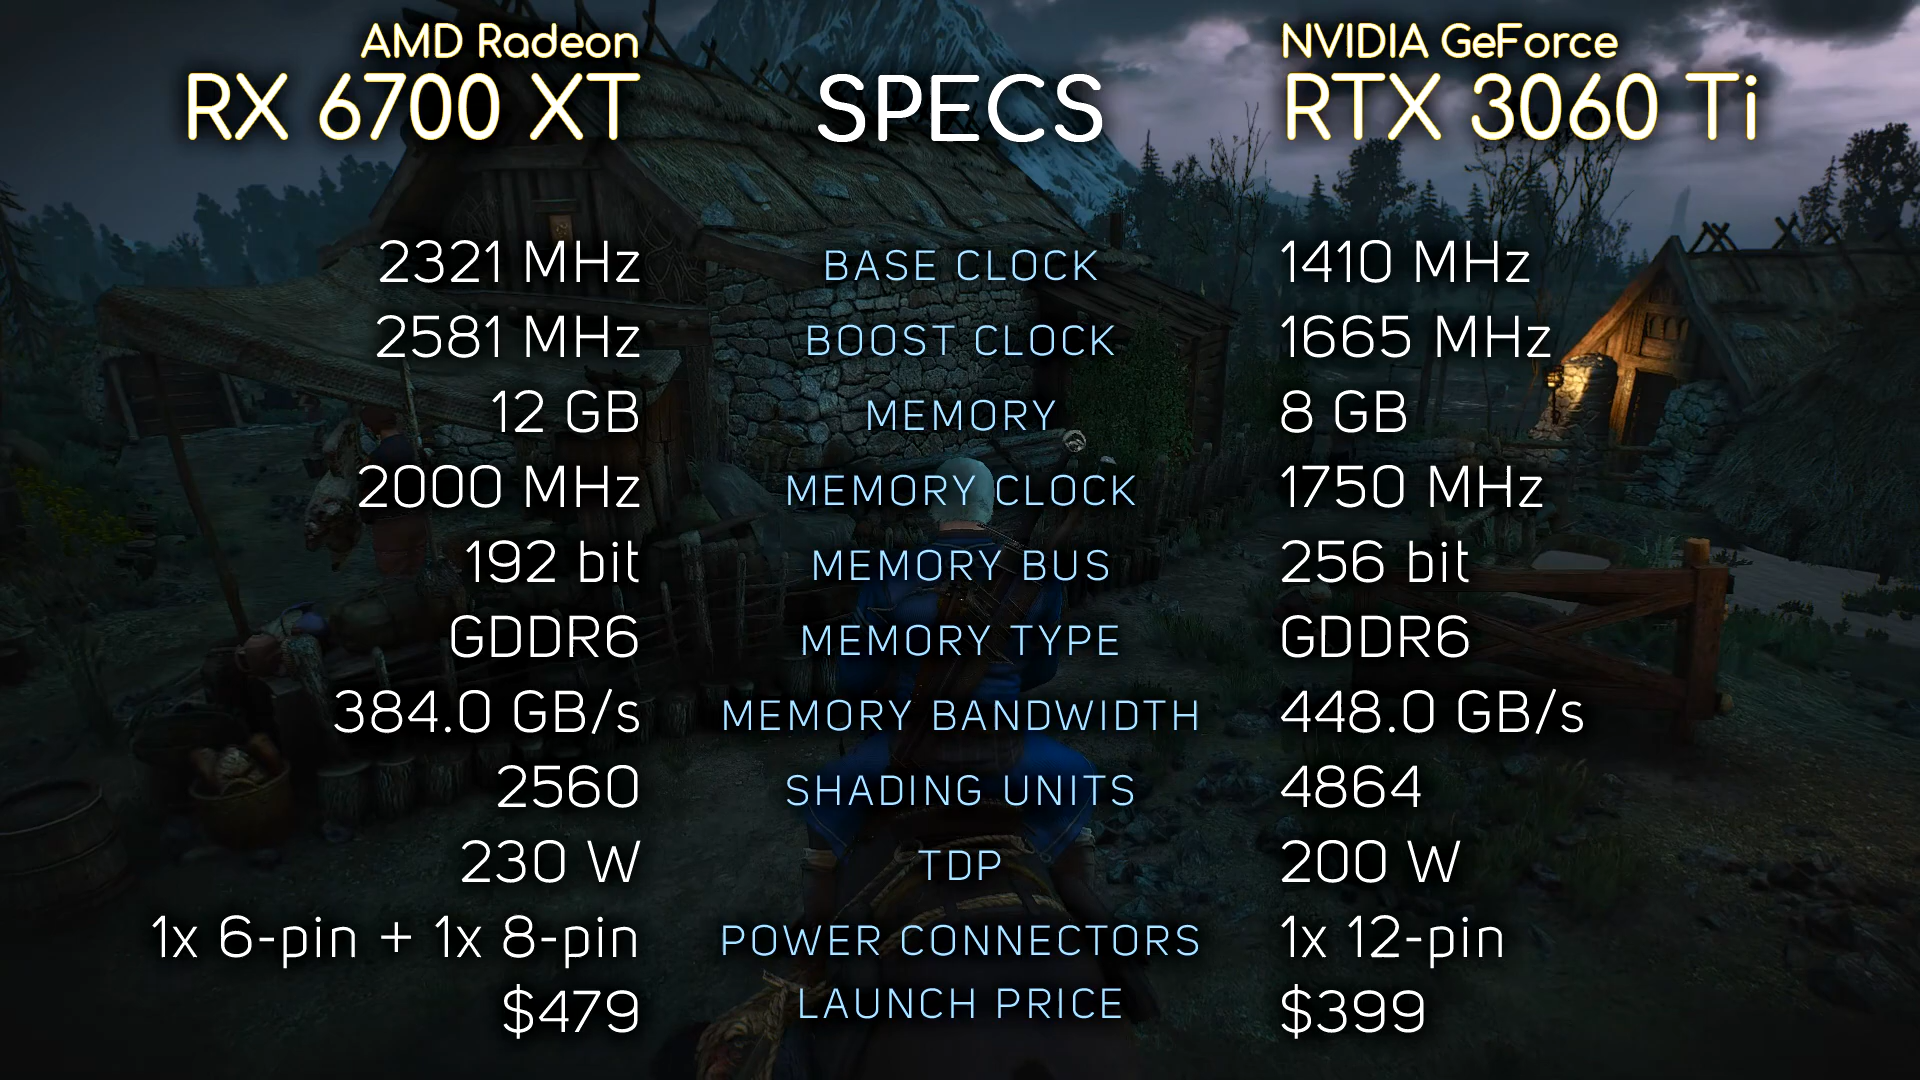 AMD Radeon
RX 6700 XT
SPECS
NVIDIA GeForce
RTX 3060 Ti
2321 MHz BASE CLOCK 1410 MHz
2581 MHz BOOST CLOCK 1665 MHz
12 GB MEMORY 8 GB
2000 MHz MEMORY CLOCK 1750 MHz
192 bit MEMORY BUS 256 bit
GDDR6 MEMORY TYPE GDDR6
384.0 GB/s MEMORY BANDWIDTH 448.0 GB/s
2560 SHADING UNITS 4864
230 W TDP 200 W
1x 6-pin + 1x 8-pin POWER CONNECTORS 1x 12-pin
$479 LAUNCH PRICE $399